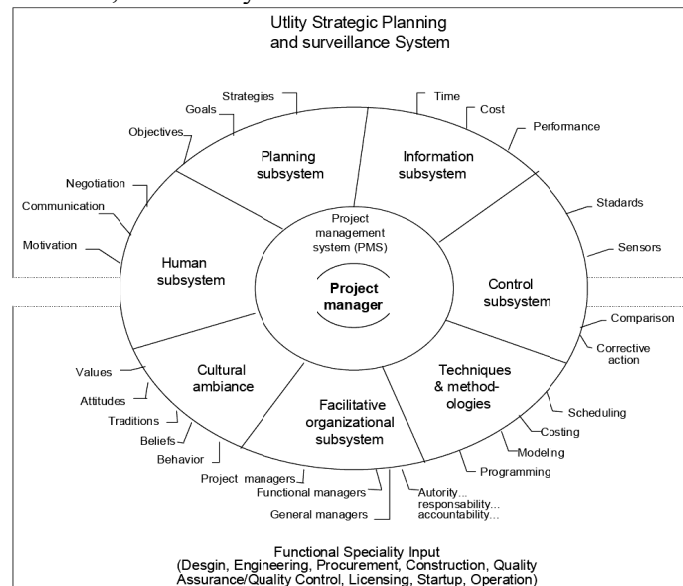 Utlity Strategic Planning
and surveillance System
Strategies
Goals
Objectives
Negotiation
Communication
Motivation
Time
Cost
Performance
Stadards
Sensors
Comparison
Corrective
action
Planning
subsystem
Information
subsystem
Human
subsystem
Project
management
system (PMS)
Project
manager
Control
subsystem
Cultural
ambiance
Facilitative
organizational
subsystem
Techniques
& method-
ologies
Values
Attitudes
Traditions
Beliefs
Behavior
Project managers
Functional managers
General managers
Autority...
responsability...
accountability...
Scheduling
Costing
Modeling
Programming
Functional Speciality Input
(Desgin, Engineering, Procurement, Construction, Quality
Assurance/Quality Control, Licensing, Startup, Operation)